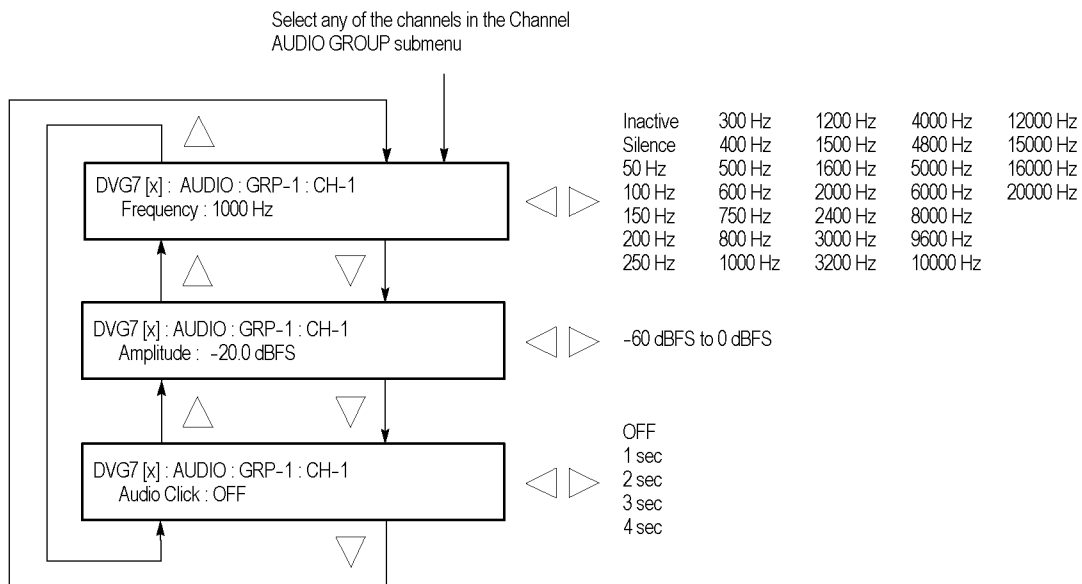 Select any of the channels in the Channel
AUDIO GROUP submenu
DVG7 [x] : AUDIO : GRP-1 : CH-1
Frequency : 1000 Hz
Inactive 300 Hz 1200 Hz 4000 Hz 12000 Hz
Silence 400 Hz 1500 Hz 4800 Hz 15000 Hz
50 Hz 500 Hz 1600 Hz 5000 Hz 16000 Hz
100 Hz 600 Hz 2000 Hz 6000 Hz 20000 Hz
150 Hz 750 Hz 2400 Hz 8000 Hz
200 Hz 800 Hz 3000 Hz 9600 Hz
250 Hz 1000 Hz 3200 Hz 10000 Hz
DVG7 [x] : AUDIO : GRP-1 : CH-1
Amplitude : -20.0 dBFS
-60 dBFS to 0 dBFS
DVG7 [x] : AUDIO : GRP-1 : CH-1
Audio Click : OFF
OFF
1 sec
2 sec
3 sec
4 sec